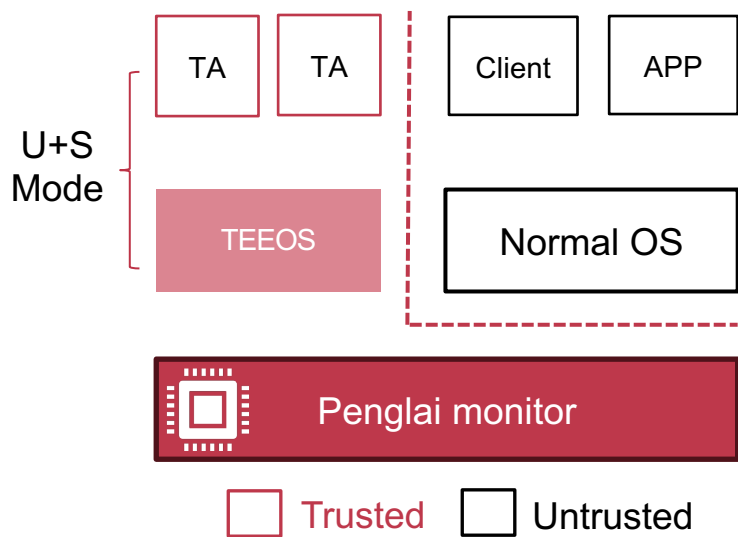 TA
TA
Client
APP
U+S
Mode
TEEOS
Normal OS
Penglai monitor
Trusted
Untrusted